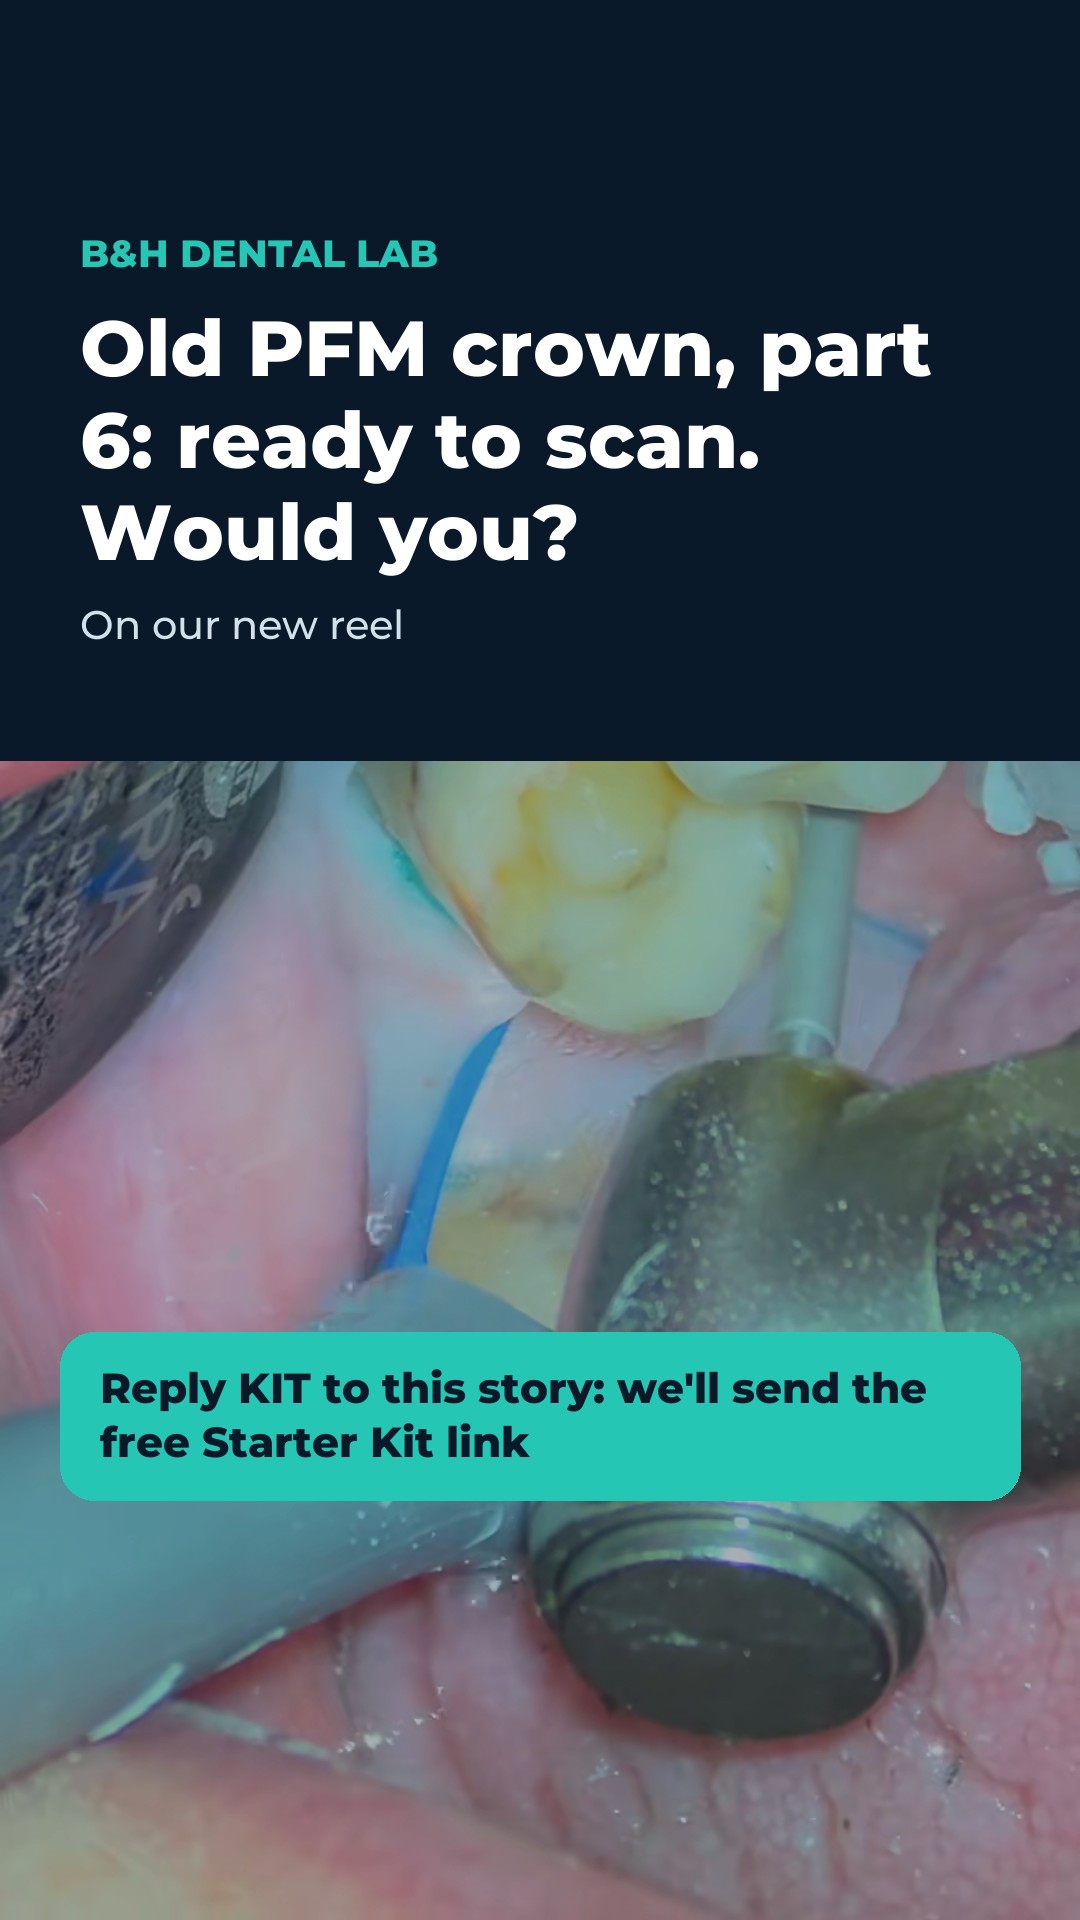 B&H DENTAL LAB
Old PFM crown, part
6: ready to scan.
Would you?
On our new reel
Reply KIT to this story: we'll send the
free Starter Kit link